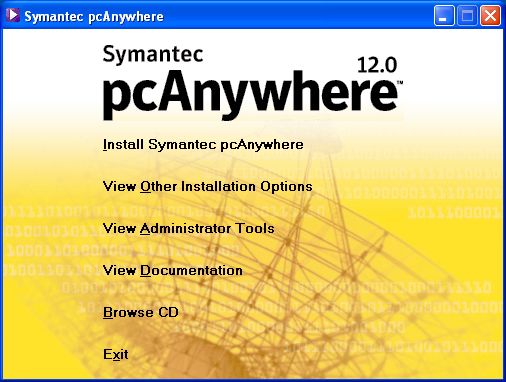 Symantec pcAnywhere
Symantec
pcAnywhere™ 12.0
Install Symantec pcAnywhere
View Other Installation Options
View Administrator Tools
View Documentation
Browse CD
Exit